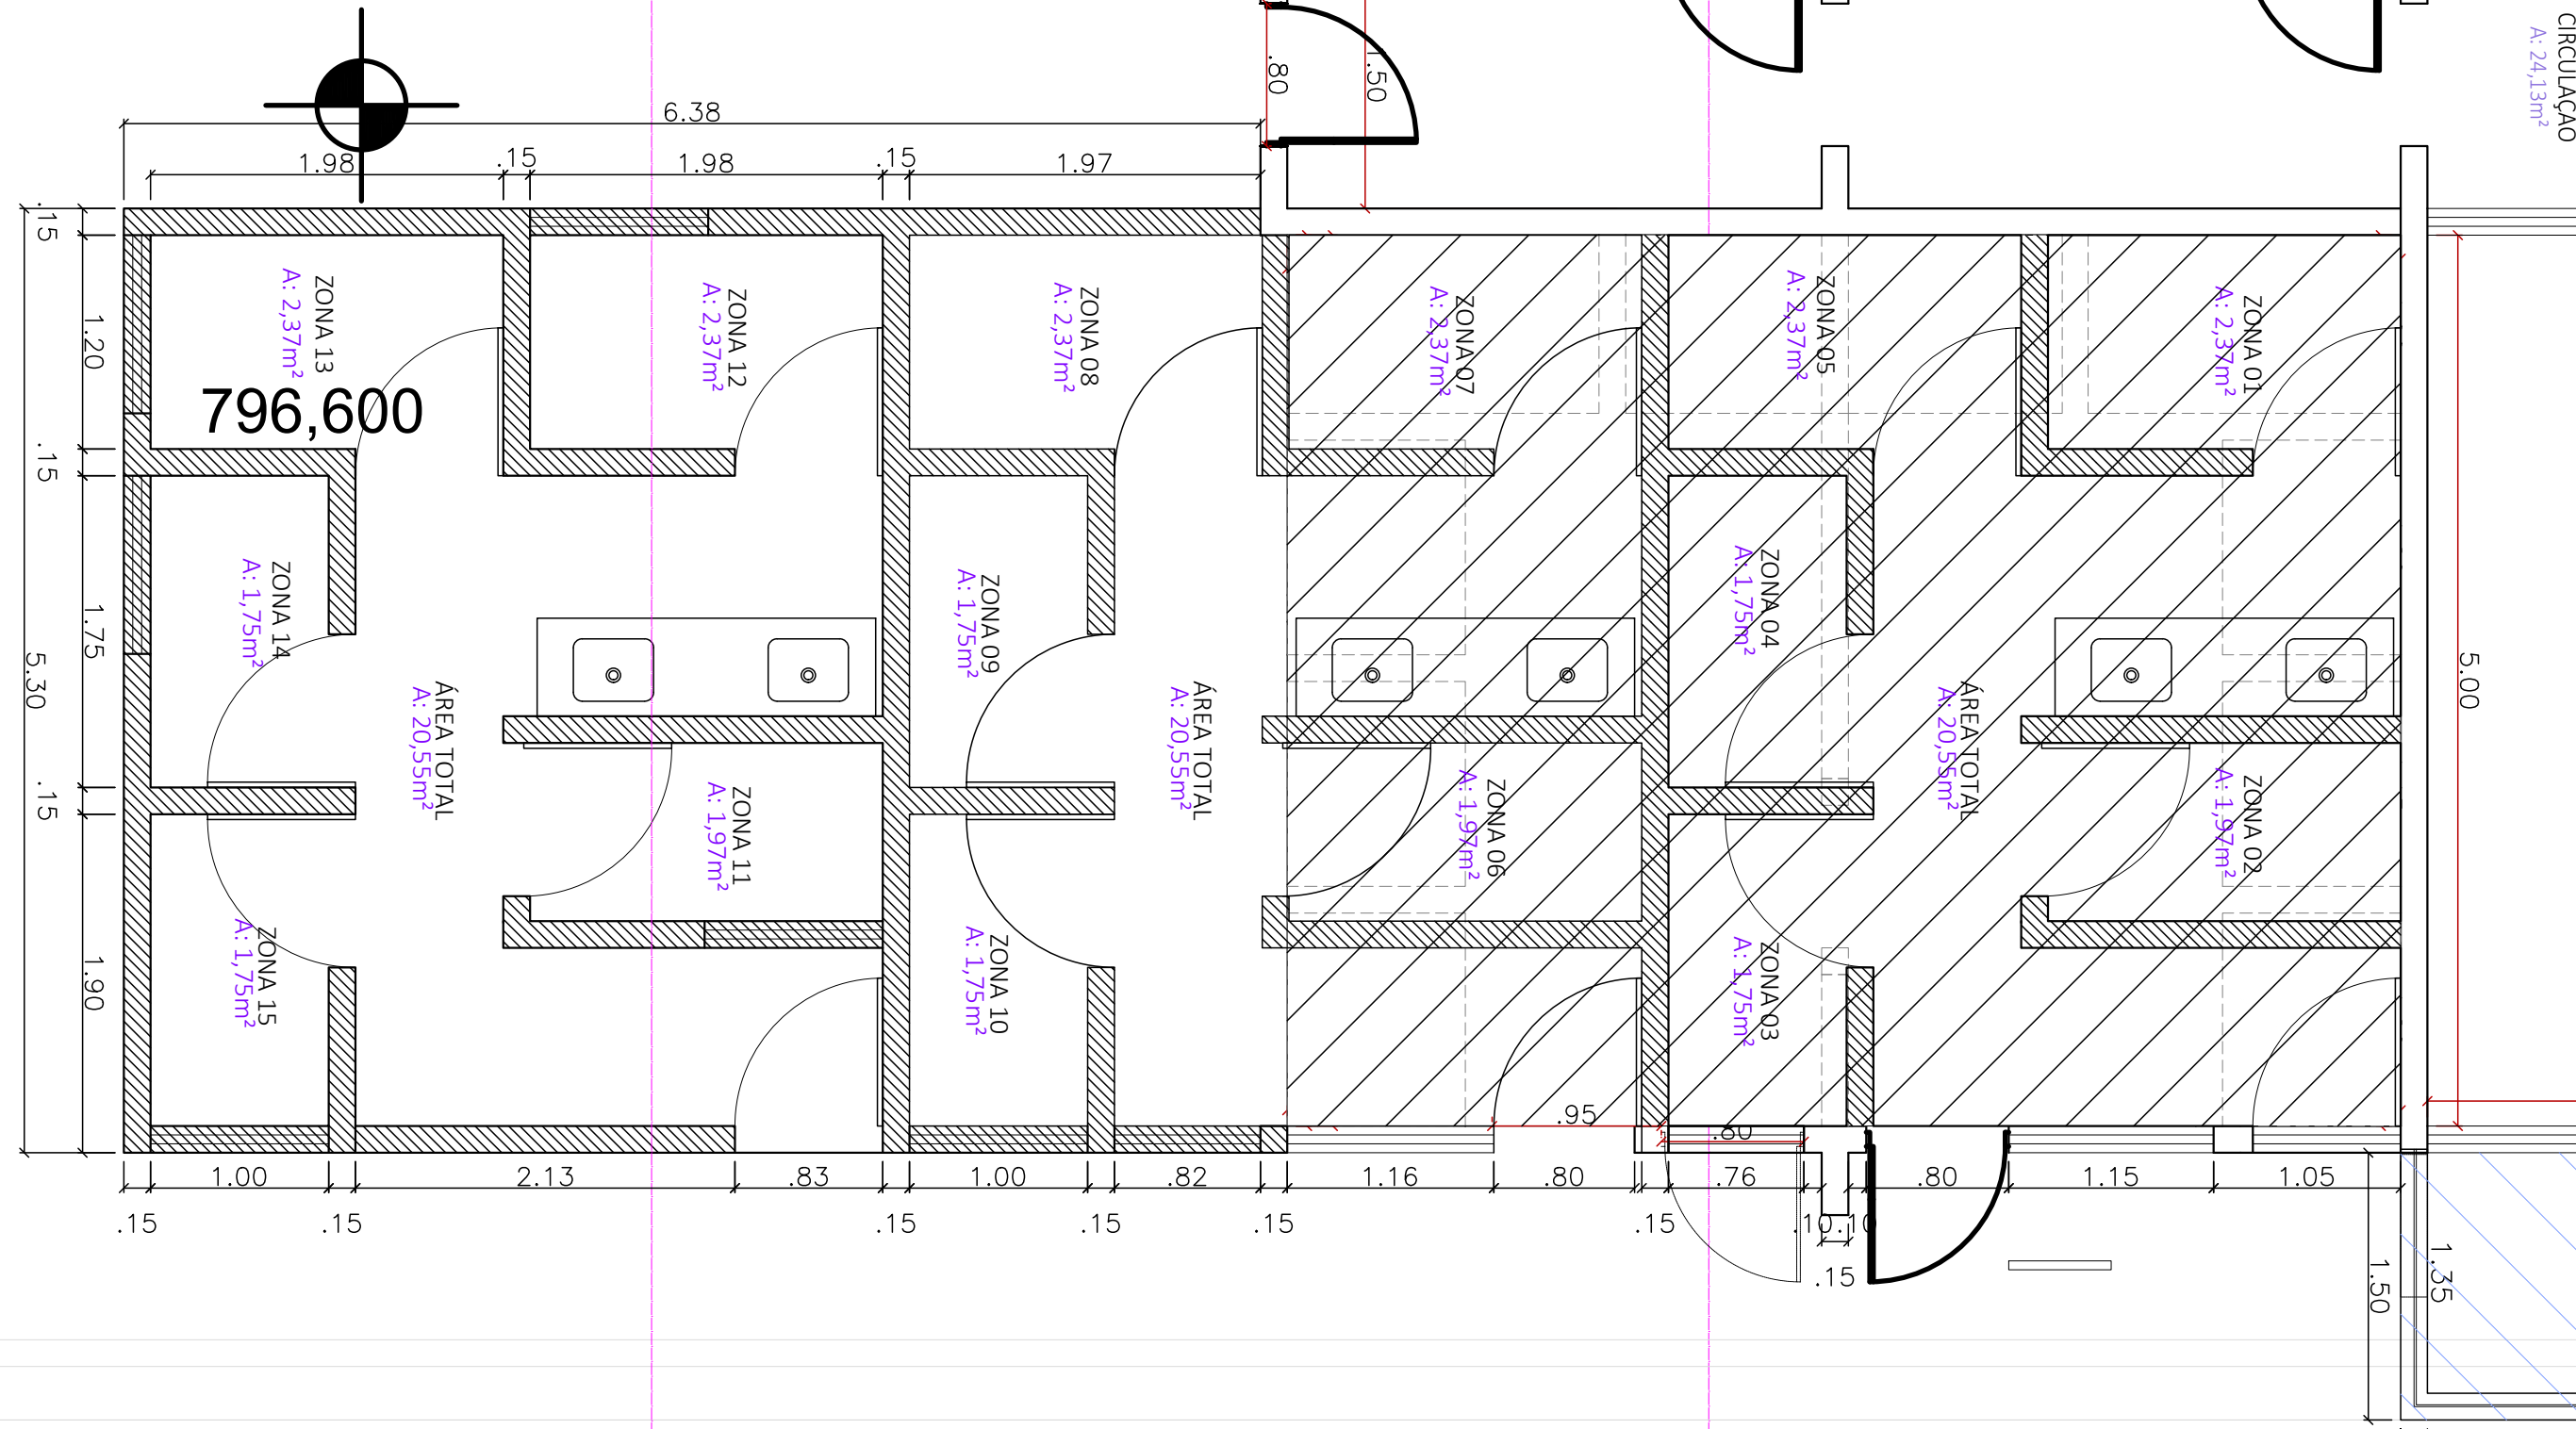 CIRCULAÇÃO
A: 24,13m²
.80
1.50
6.38
1.98
.15
1.98
.15
1.97
.15
1.20
.15
1.75
5.30
.15
1.90
5.00
ZONA 13
A: 2,37m²
796,600
ZONA 12
A: 2,37m²
ZONA 08
A: 2,37m²
ZONA 07
A: 2,37m²
ZONA 05
A: 2,37m²
ZONA 01
A: 2,37m²
ZONA 14
A: 1,75m²
ZONA 09
A: 1,75m²
ZONA 04
A: 1,75m²
ÁREA TOTAL
A: 20,55m²
ÁREA TOTAL
A: 20,55m²
ÁREA TOTAL
A: 20,55m²
ZONA 11
A: 1,97m²
ZONA 06
A: 1,97m²
ZONA 02
A: 1,97m²
ZONA 15
A: 1,75m²
ZONA 10
A: 1,75m²
ZONA 03
A: 1,75m²
.95
.80
1.00
2.13
.83
1.00
.82
1.16
.80
.76
.80
1.15
1.05
.15
.15
.15
.15
.15
.15
.10
.10
.15
1.35
1.50